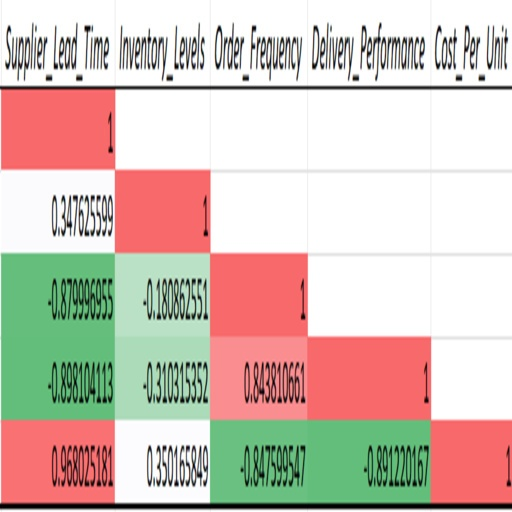 Supplier_Lead_Time Inventory_Levels Order_Frequency Delivery_Performance Cost_Per_Unit
1
0.347625599 1
-0.879996955 -0.180862551 1
-0.898104113 -0.310315352 0.843810661 1
0.968025181 0.350165849 -0.847599547 -0.891220167 1